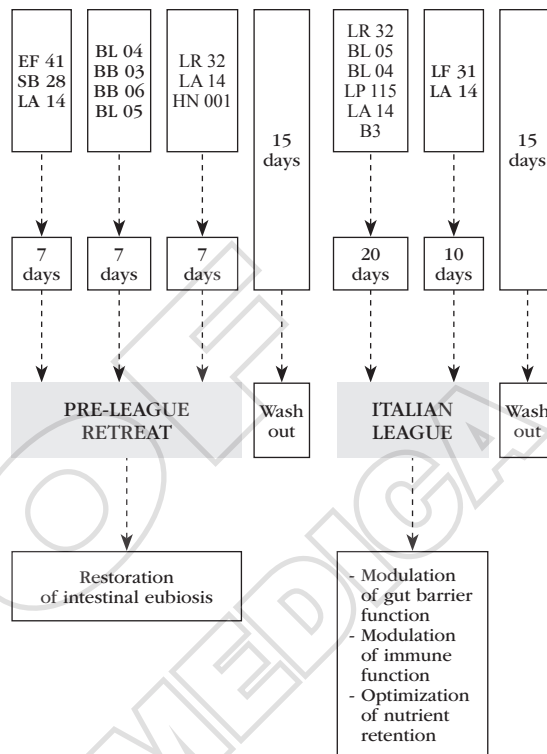 EF 41
SB 28
LA 14
BL 04
BB 03
BB 06
BL 05
LR 32
LA 14
HN 001
15
days
LR 32
BL 05
BL 04
LP 115
LA 14
B3
LF 31
LA 14
15
days
7
days
7
days
7
days
20
days
10
days
PRE-LEAGUE
RETREAT
Wash
out
ITALIAN
LEAGUE
Wash
out
Restoration
of intestinal eubiosis
- Modulation
of gut barrier
function
- Modulation
of immune
function
- Optimization
of nutrient
retention
OF
MEDICA